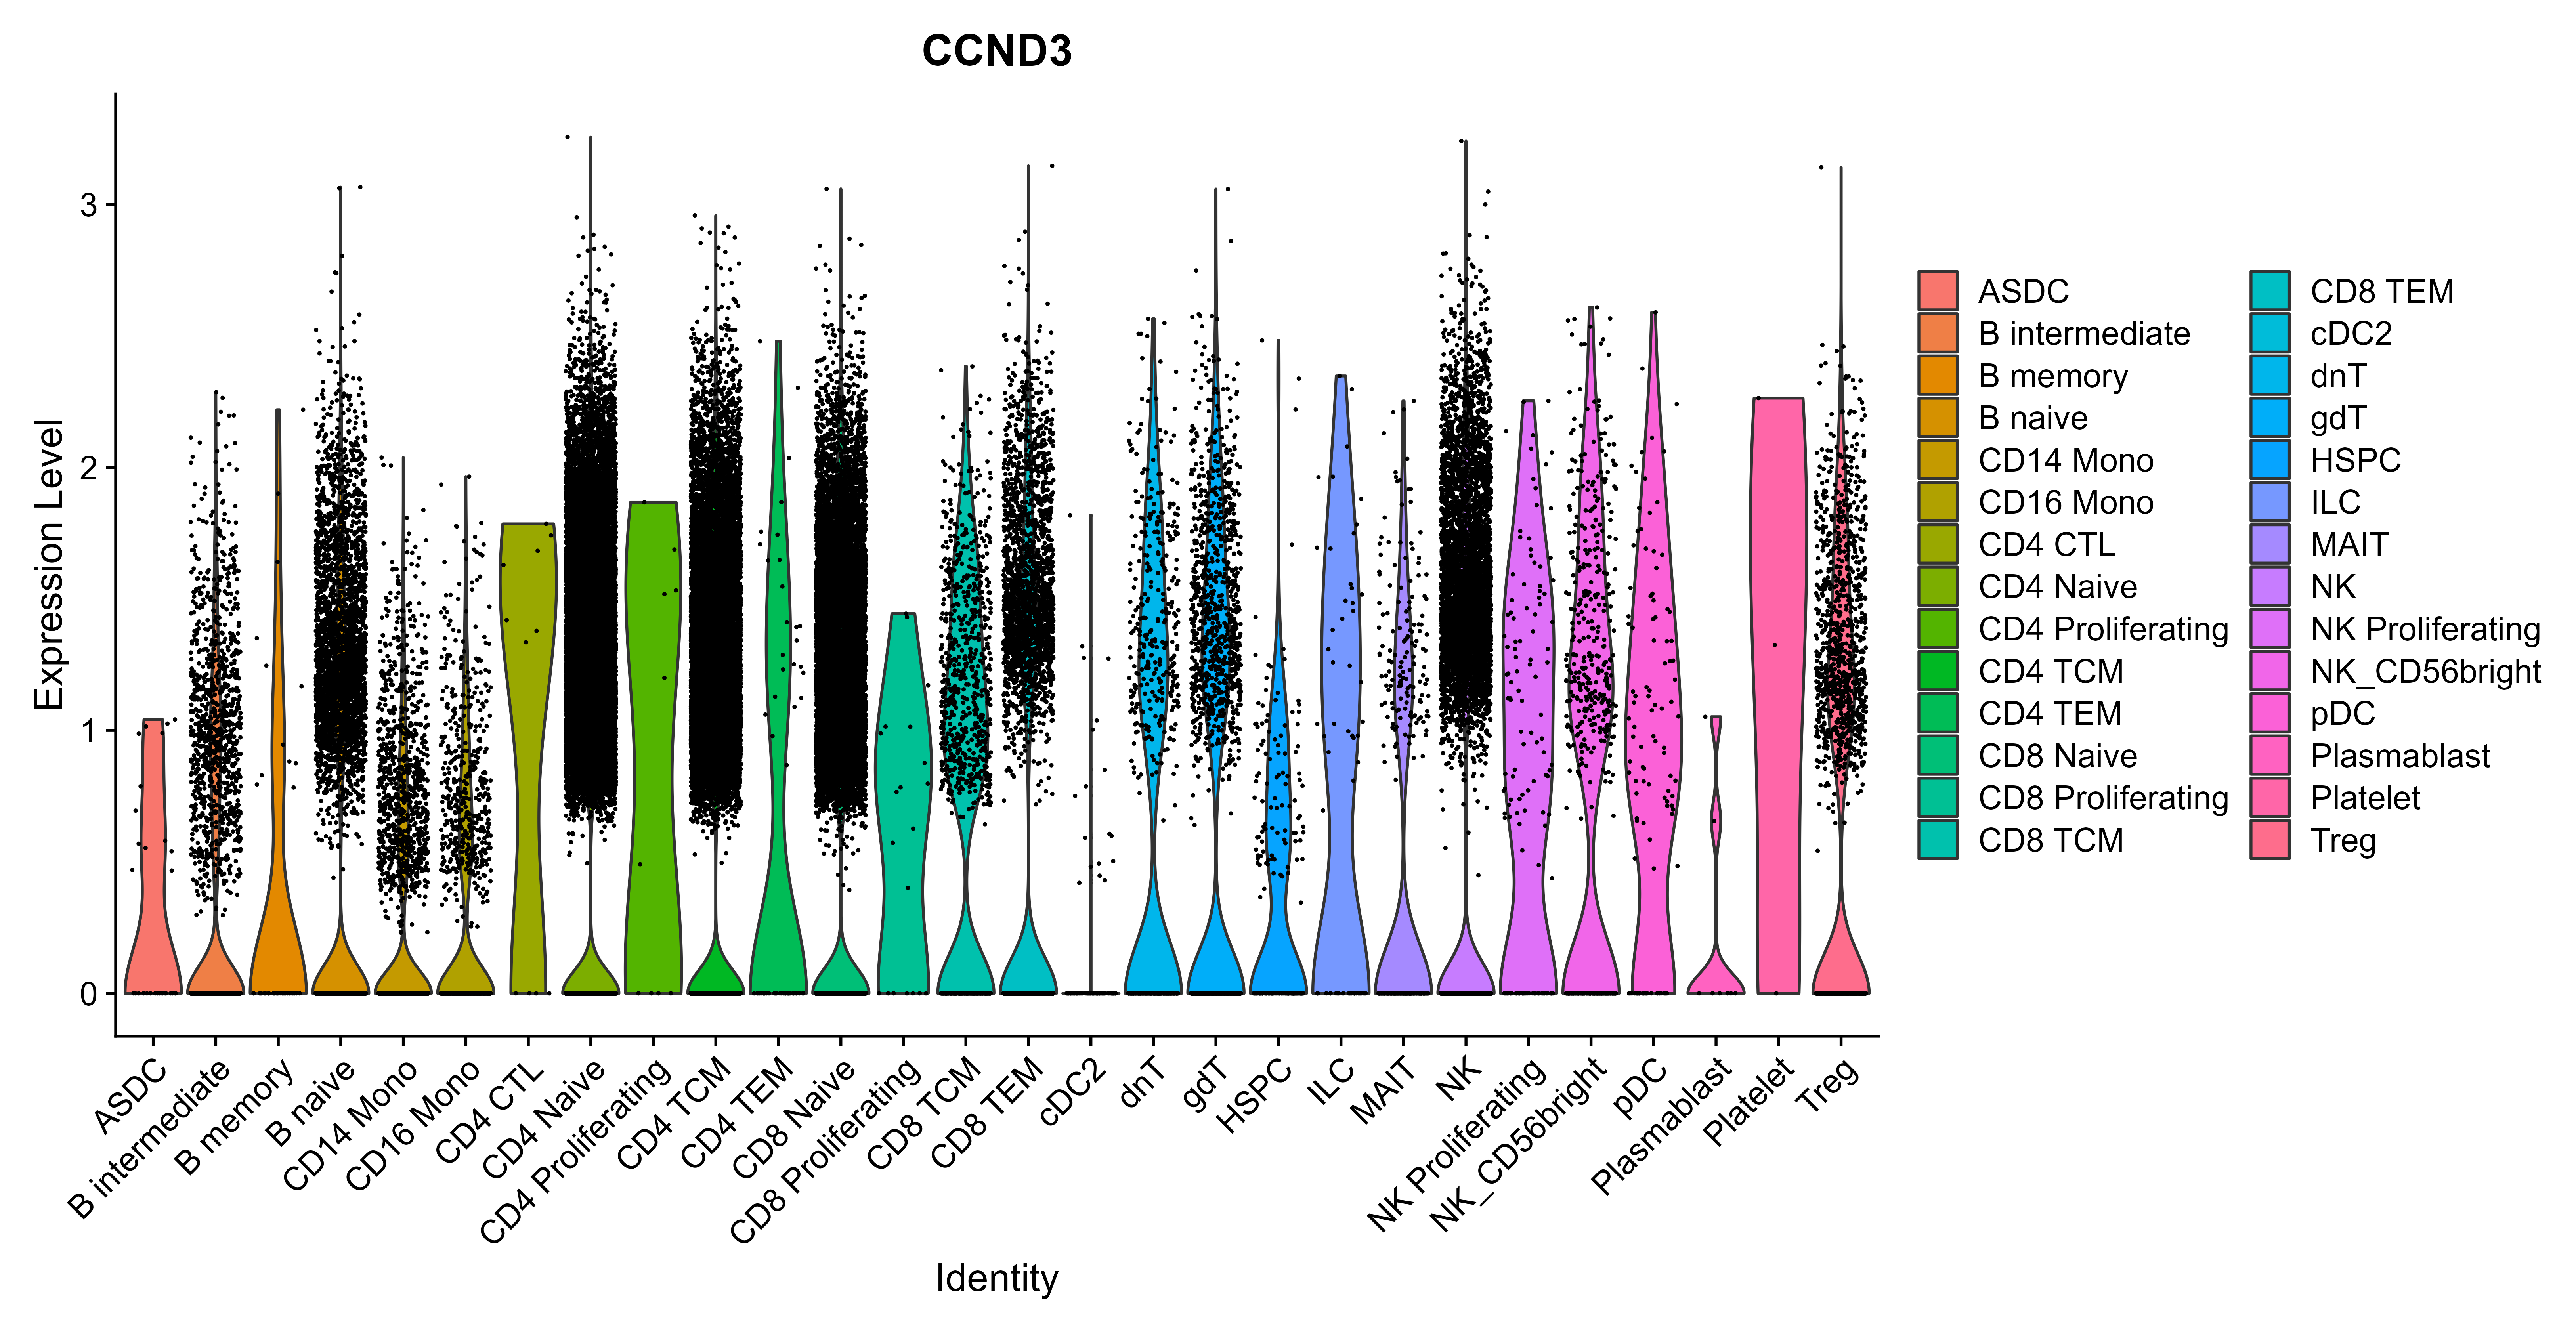 CCND3
Expression Level
3
2
1
0
ASDC
B intermediate
B memory
B naive
CD14 Mono
CD16 Mono
CD4 CTL
CD4 Naive
CD4 Proliferating
CD4 TCM
CD4 TEM
CD8 Naive
CD8 Proliferating
CD8 TCM
CD8 TEM
cDC2
dnT
gdT
HSPC
ILC
MAIT
NK
NK Proliferating
NK_CD56bright
pDC
Plasmablast
Platelet
Treg
Identity
ASDC
B intermediate
B memory
B naive
CD14 Mono
CD16 Mono
CD4 CTL
CD4 Naive
CD4 Proliferating
CD4 TCM
CD4 TEM
CD8 Naive
CD8 Proliferating
CD8 TCM
CD8 TEM
cDC2
dnT
gdT
HSPC
ILC
MAIT
NK
NK Proliferating
NK_CD56bright
pDC
Plasmablast
Platelet
Treg